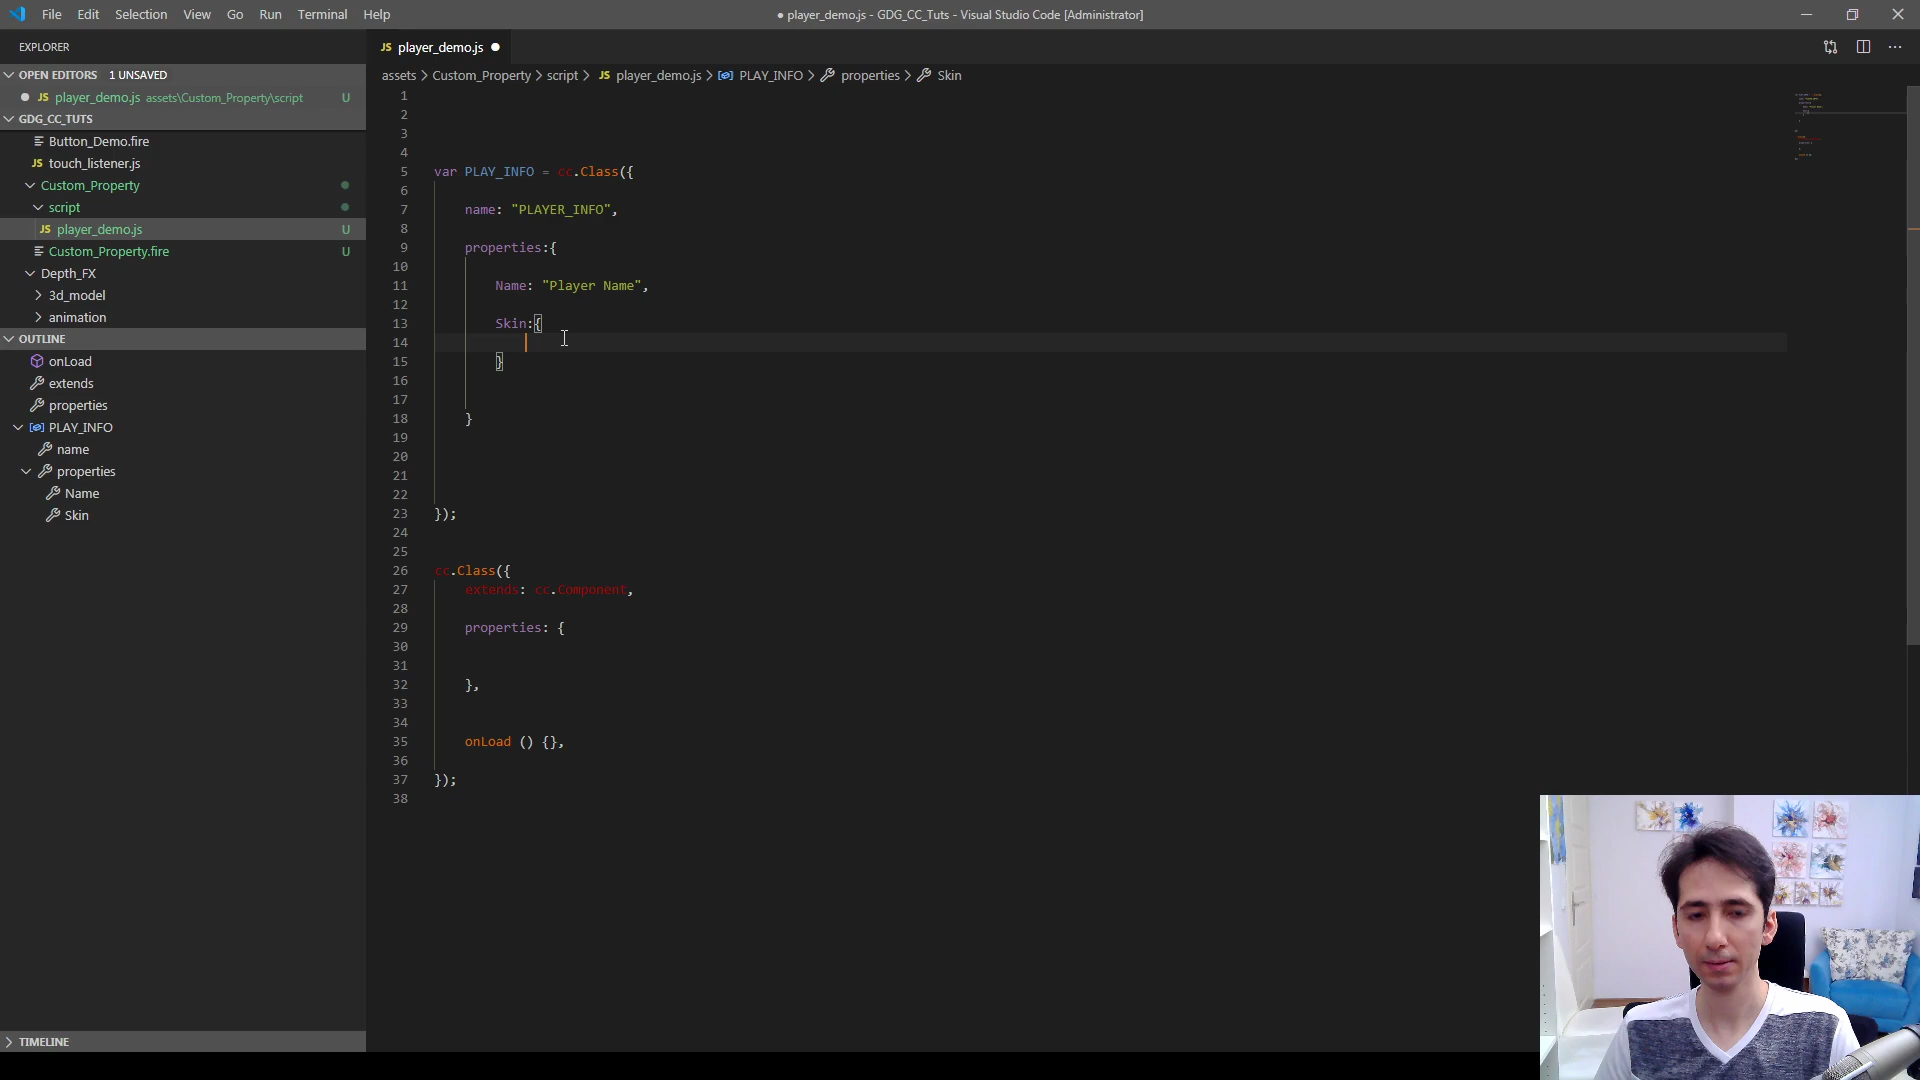 File Edit Selection View Go Run Terminal Help
● player_demo.js - GDG_CC_Tuts - Visual Studio Code [Administrator]
EXPLORER
OPEN EDITORS 1 UNSAVED
JS player_demo.js assets\Custom_Property\script U
GDG_CC_TUTS
Button_Demo.fire
JS touch_listener.js
Custom_Property
script
JS player_demo.js U
Custom_Property.fire U
Depth_FX
3d_model
animation
OUTLINE
onLoad
extends
properties
PLAY_INFO
name
properties
Name
Skin
TIMELINE
JS player_demo.js ●
assets > Custom_Property > script > JS player_demo.js > PLAY_INFO > properties > Skin
1
2
3
4
5 var PLAY_INFO = cc.Class({
6
7 name: "PLAYER_INFO",
8
9 properties:{
10
11 Name: "Player Name",
12
13 Skin:{
14
15 }
16
17
18 }
19
20
21
22
23 });
24
25
26 cc.Class({
27 extends: cc.Component,
28
29 properties: {
30
31
32 },
33
34
35 onLoad () {},
36
37 });
38